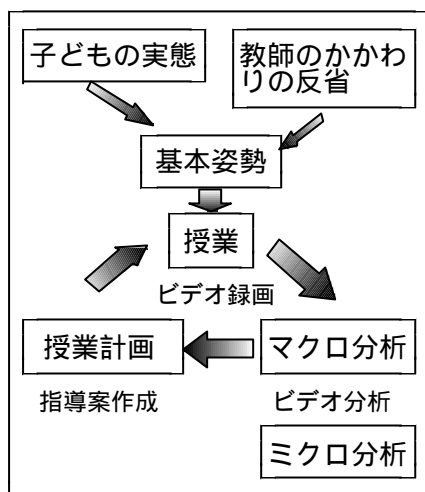 子どもの実態
教師のかかわ
りの反省
基本姿勢
授業
ビデオ録画
授業計画
マクロ分析
指導案作成
ビデオ分析
ミクロ分析